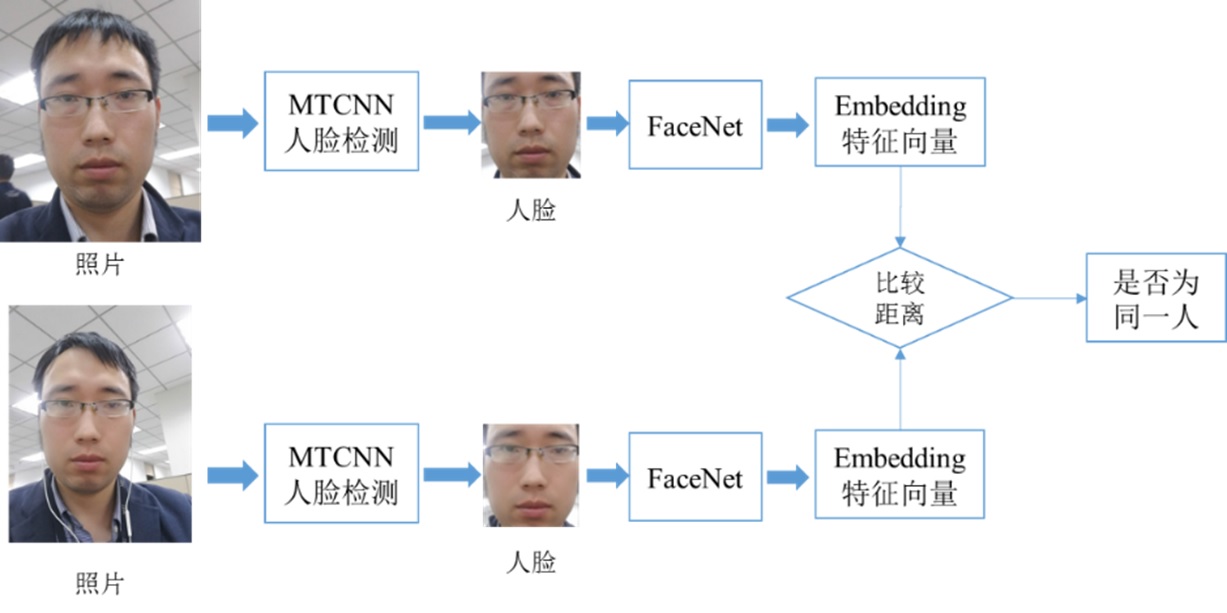 MTCNN
人脸检测
人脸
FaceNet
Embedding
特征向量
照片
比较
距离
是否为
同一人
MTCNN
人脸检测
人脸
FaceNet
Embedding
特征向量
照片